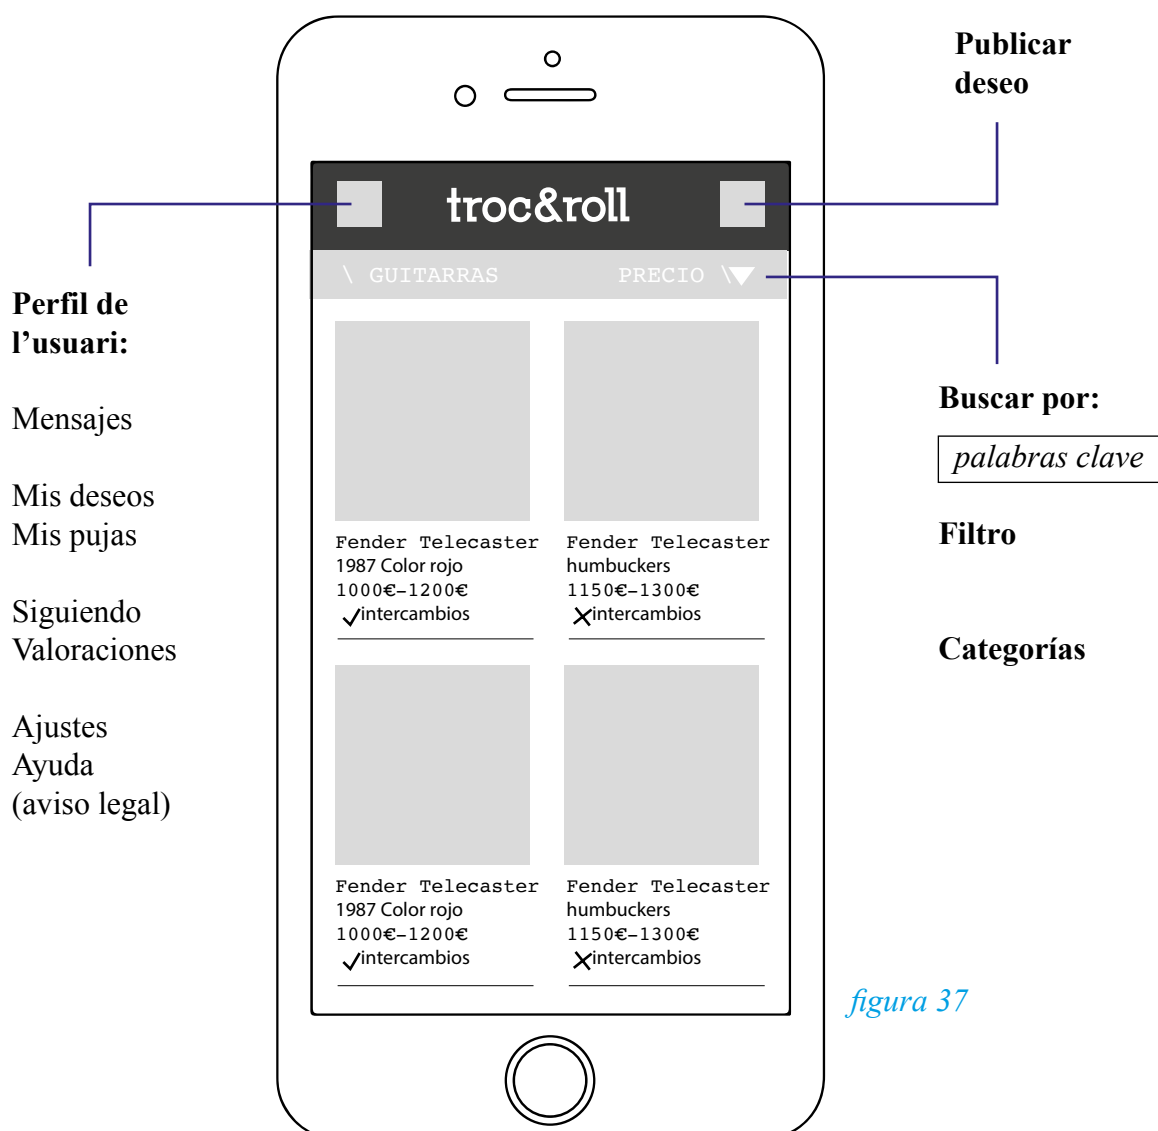 Publicar
deseo
troc&roll
\ GUITARRAS
PRECIO \
Perfil de
l’usuari:
Mensajes
Mis deseos
Mis pujas
Siguiendo
Valoraciones
Ajustes
Ayuda
(aviso legal)
Fender Telecaster
1987 Color rojo
1000€-1200€
intercambios
Fender Telecaster
humbuckers
1150€-1300€
intercambios
Fender Telecaster
1987 Color rojo
1000€-1200€
intercambios
Fender Telecaster
humbuckers
1150€-1300€
intercambios
Buscar por:
palabras clave
Filtro
Categorías
figura 37